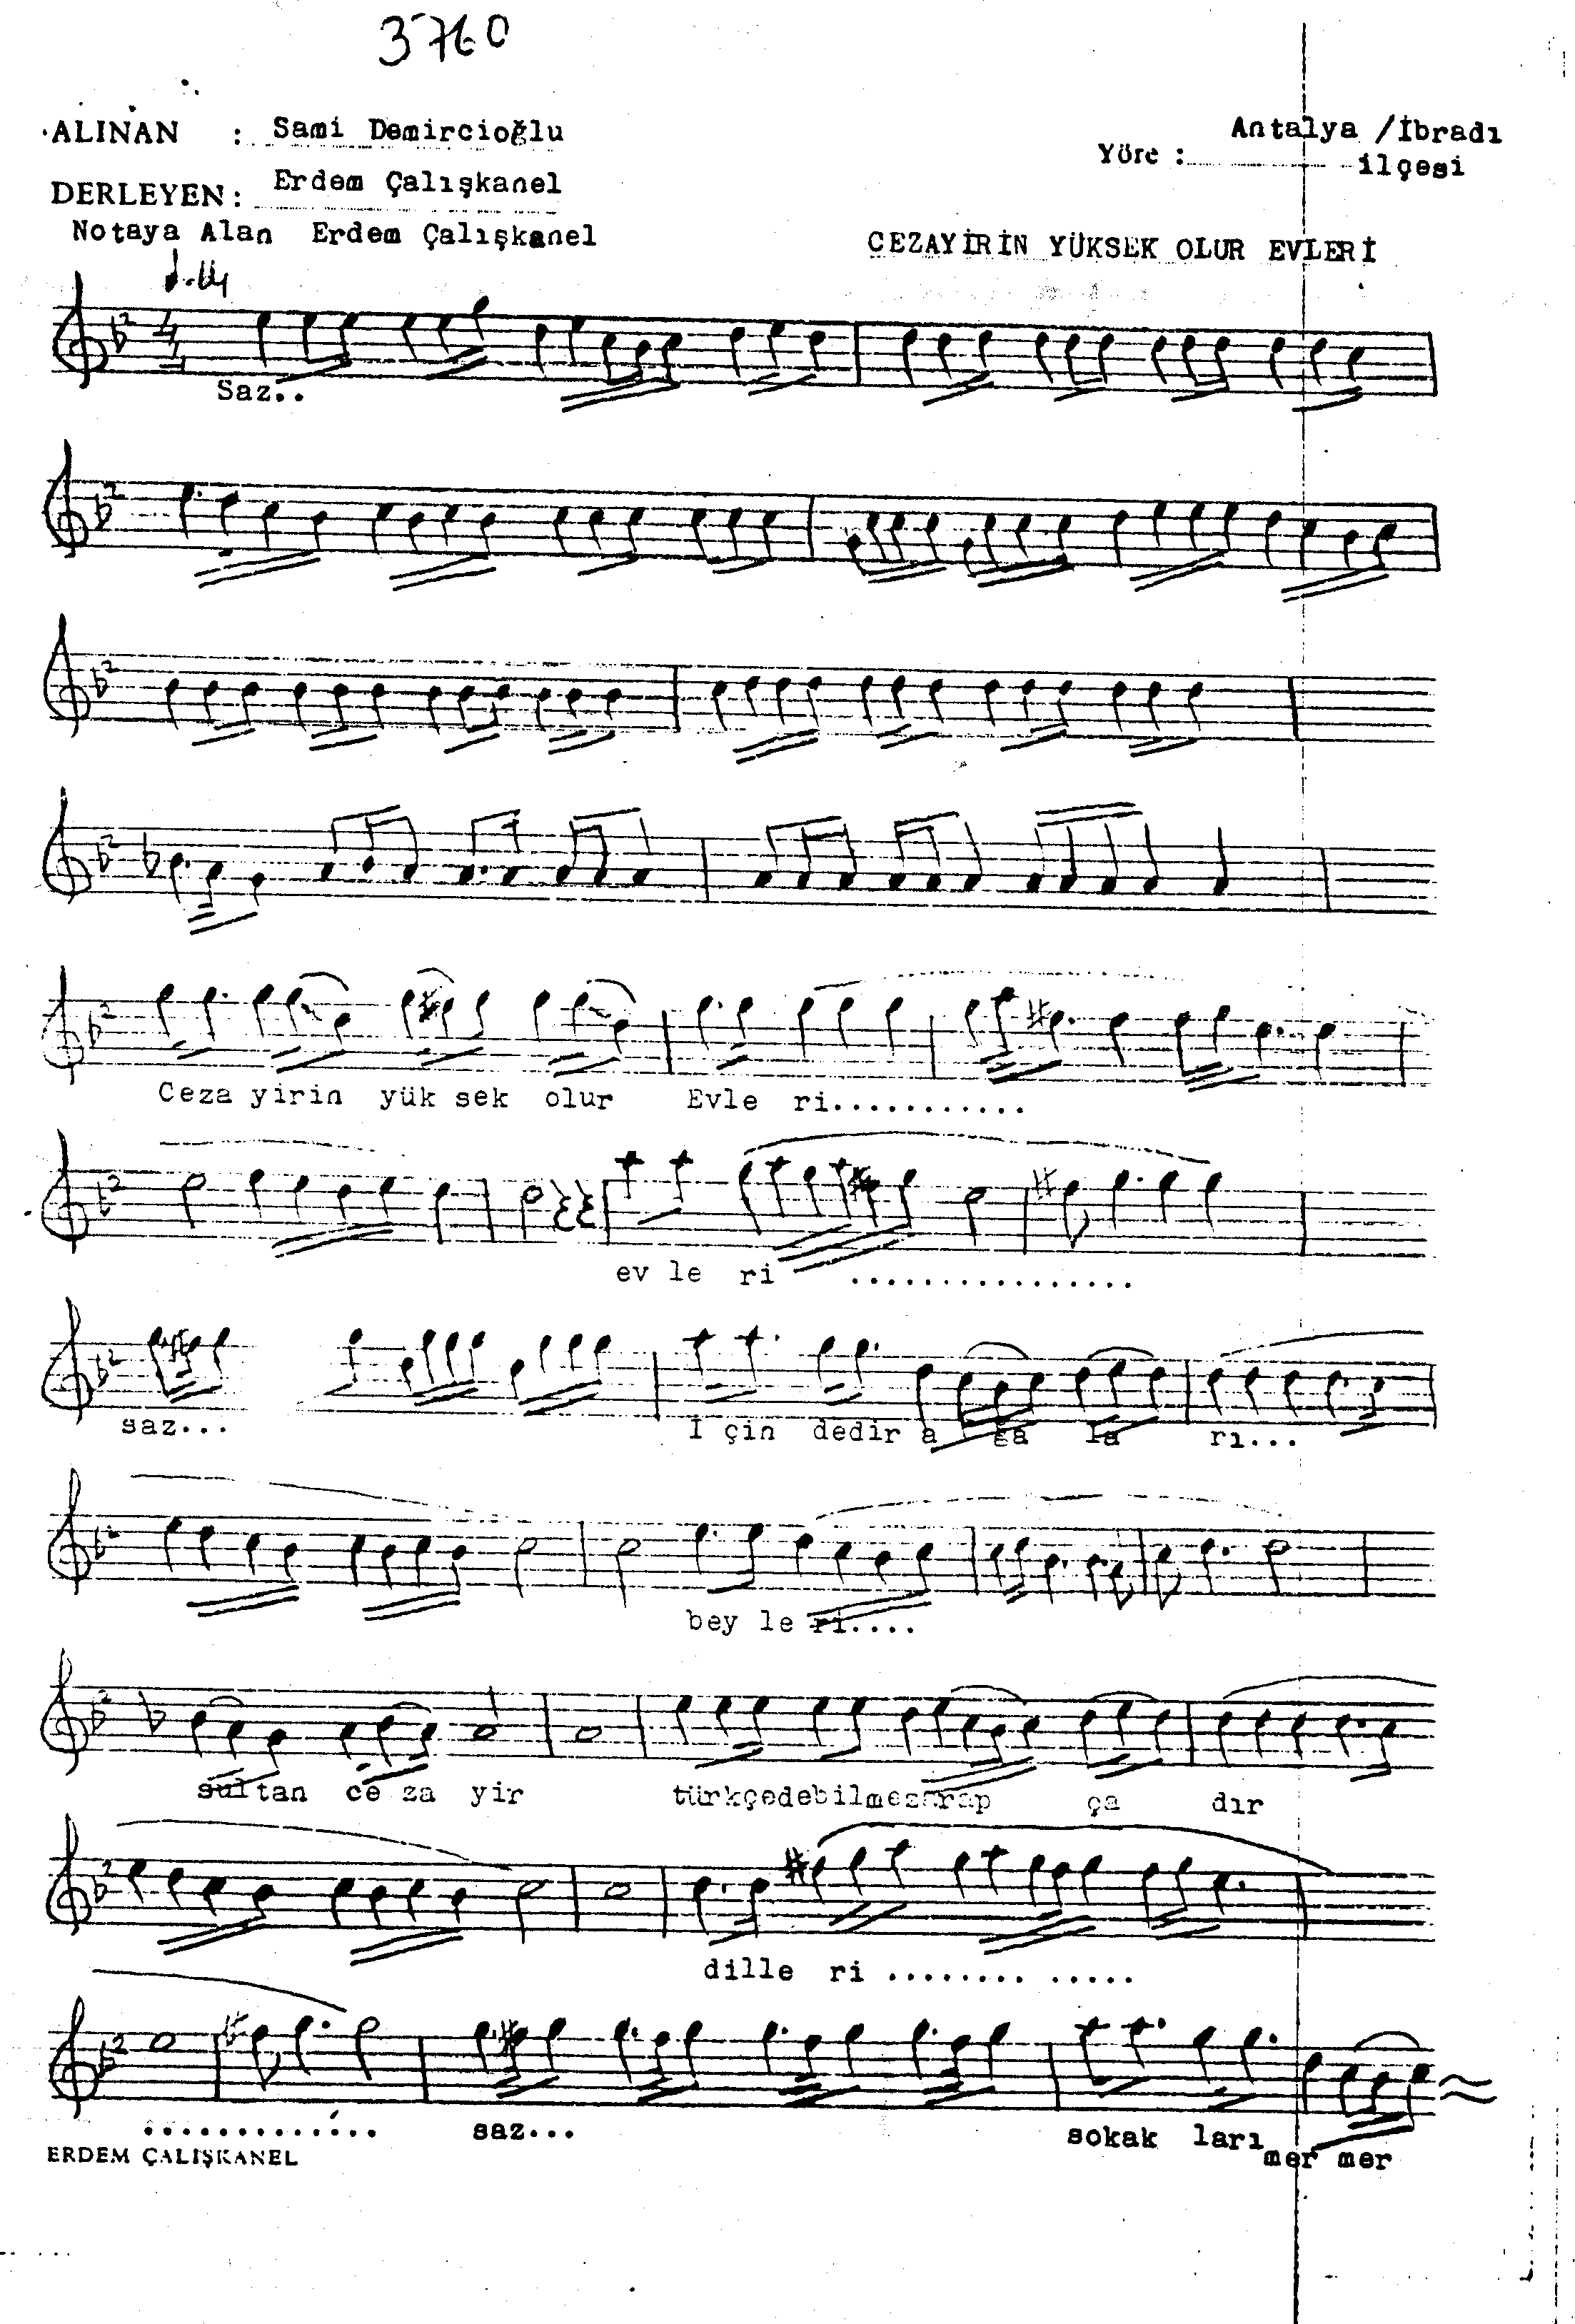 3760
ALINAN : Sami Demircioğlu
Antalya /İbradı
Yöre : ilçesi
DERLEYEN: Erdem Çalışkanel
Notaya Alan Erdem Çalışkanel
CEZAYİRİN YÜKSEK OLUR EVLERİ
Saz..
Ceza yirin yük sek olur Evle ri...........
ev le ri ................
saz... İ çin dedir a ğa la rı...
bey le ri....
sultan ce za yir türkçedebilmezarap ça dır
dille ri ........ .....
............. saz... sokak ları mer mer
ERDEM ÇALIŞKANEL